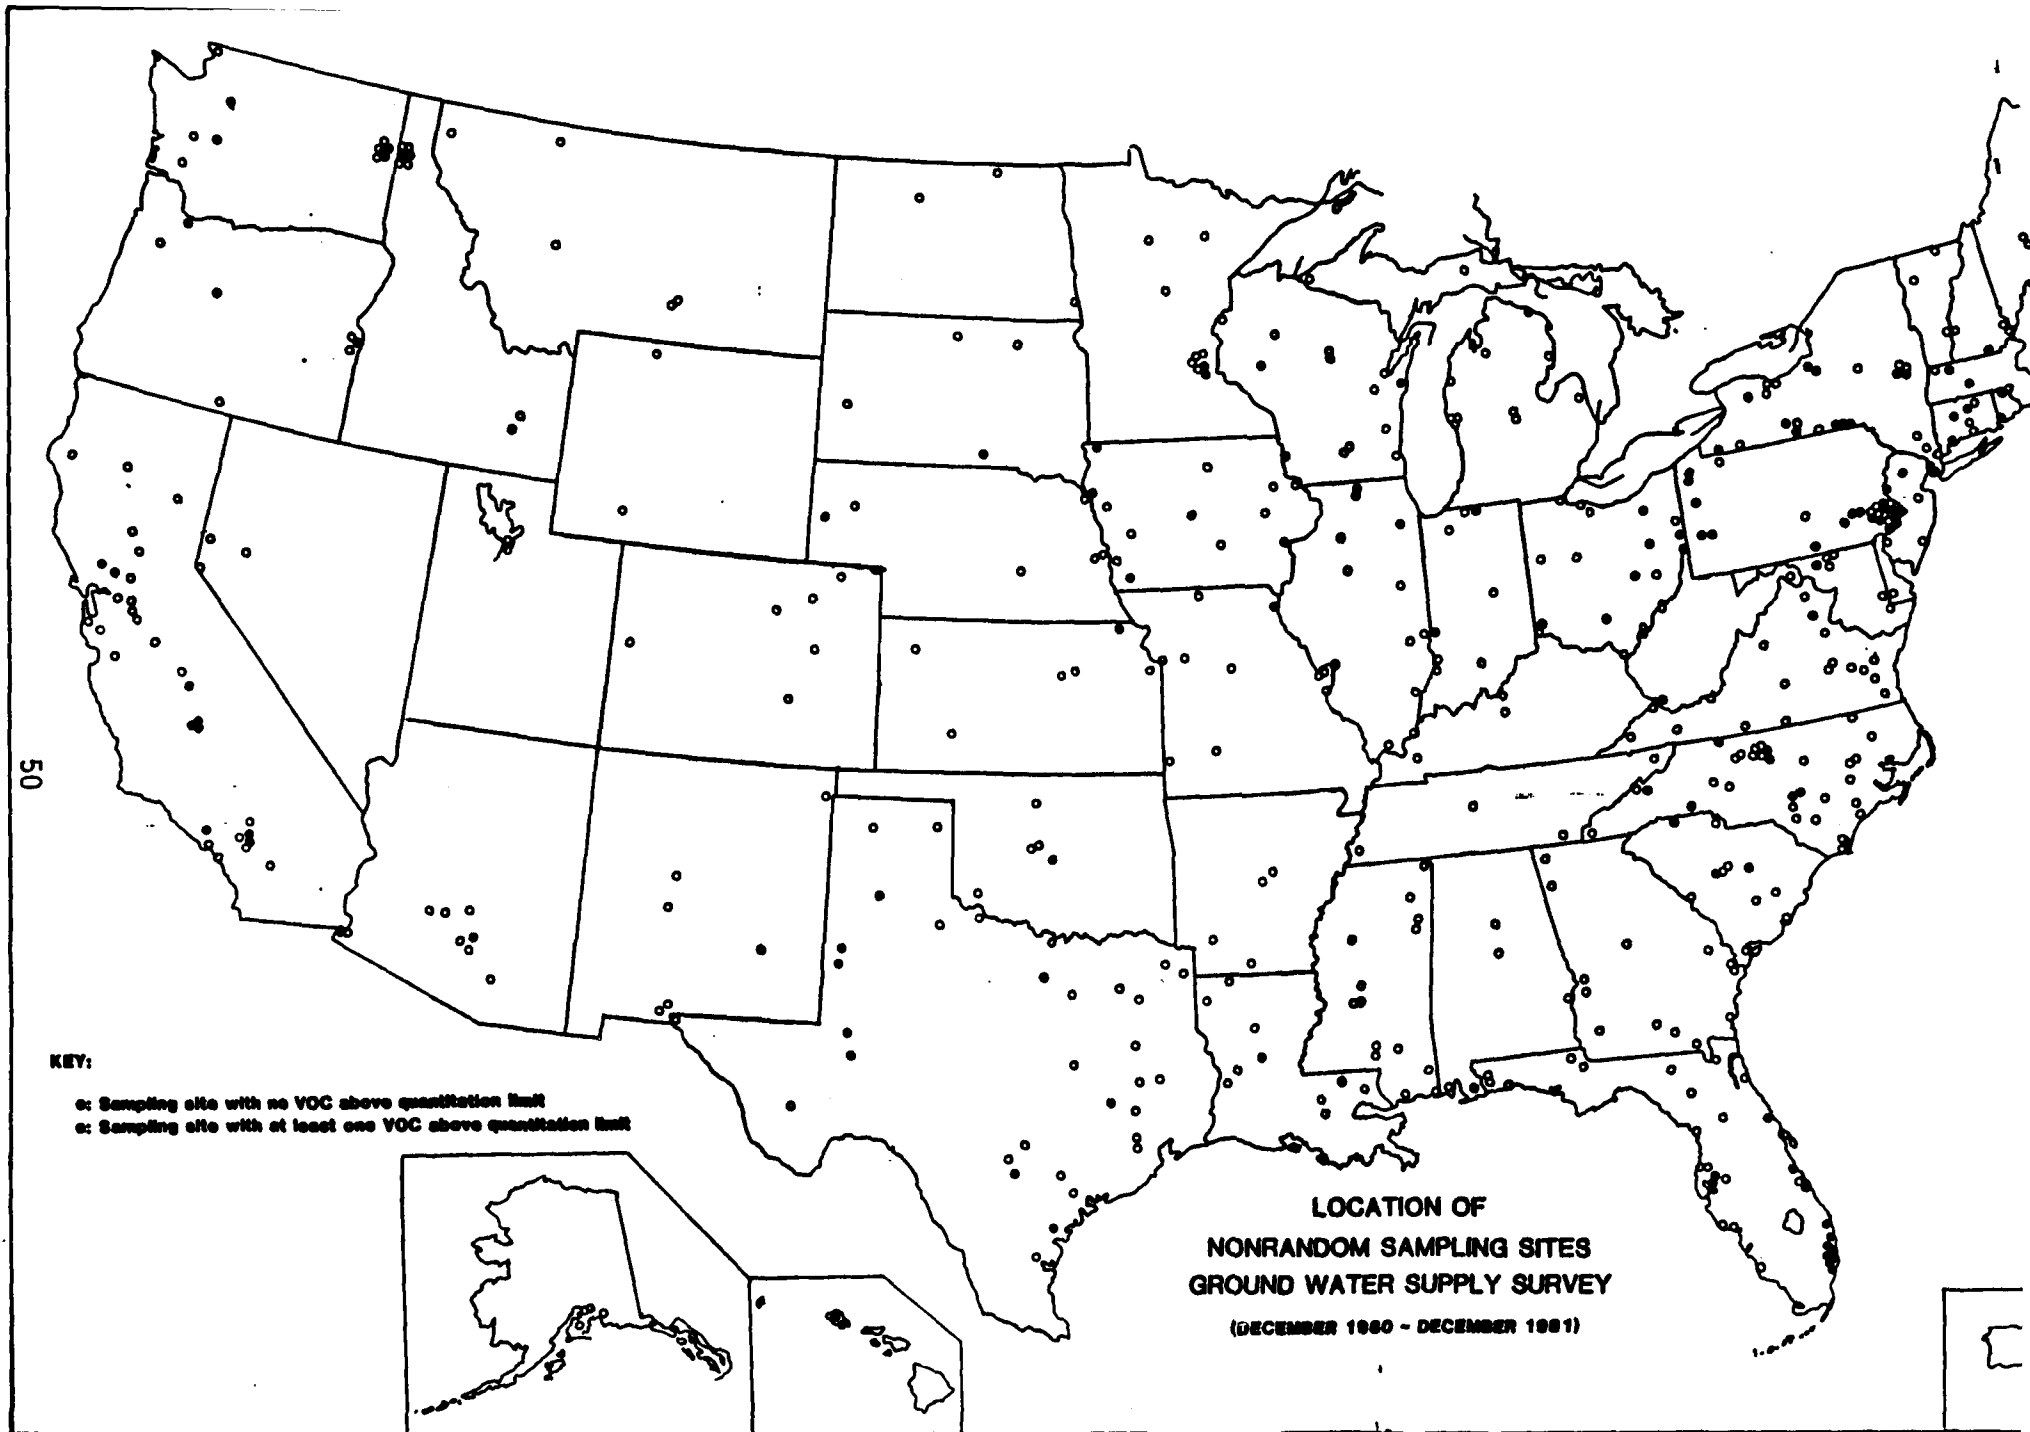 50
KEY:
o: Sampling site with no VOC above quantitation limit
o: Sampling site with at least one VOC above quantitation limit
LOCATION OF
NONRANDOM SAMPLING SITES
GROUND WATER SUPPLY SURVEY
(DECEMBER 1980 - DECEMBER 1981)